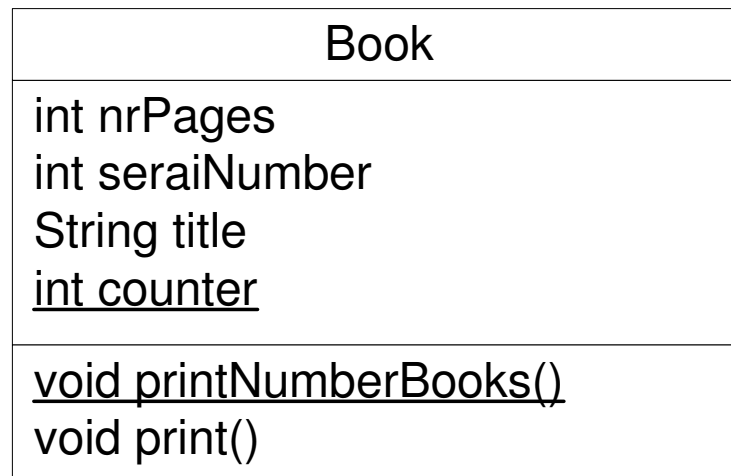 Book
int nrPages
int seraiNumber
String title
int counter
void printNumberBooks()
void print()